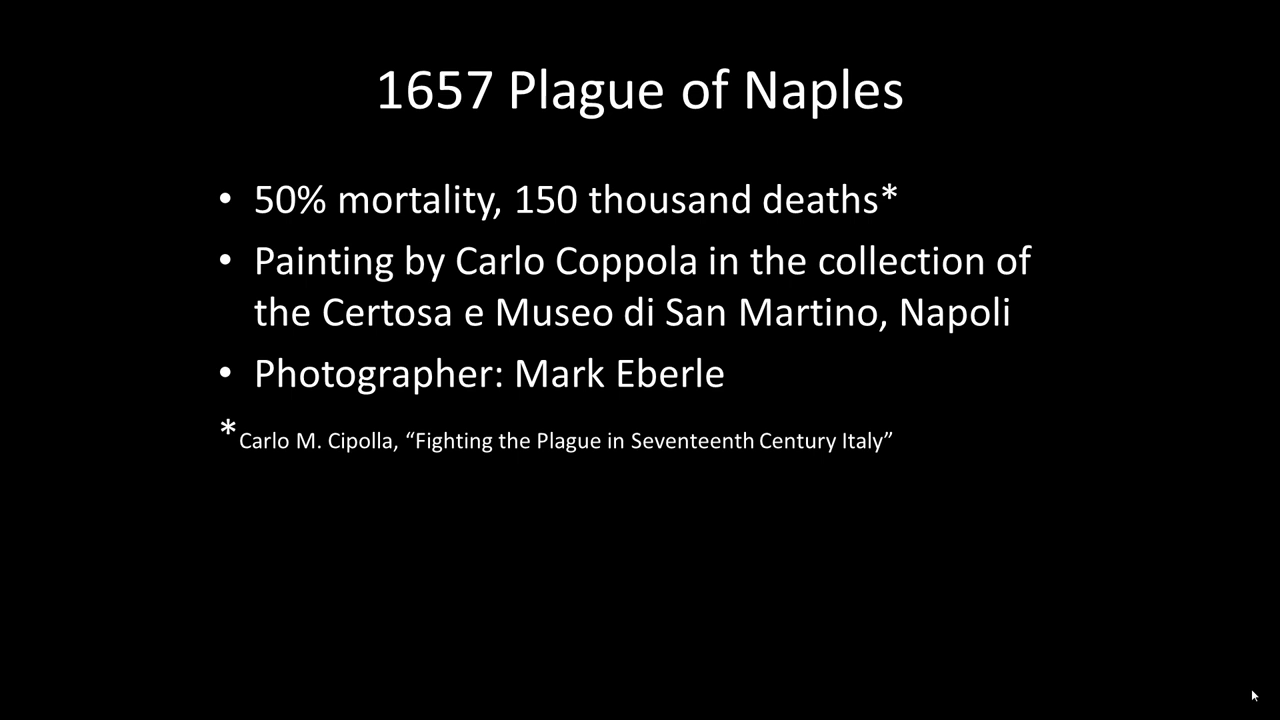 1657 Plague of Naples
• 50% mortality, 150 thousand deaths*
• Painting by Carlo Coppola in the collection of
the Certosa e Museo di San Martino, Napoli
• Photographer: Mark Eberle
*Carlo M. Cipolla, “Fighting the Plague in Seventeenth Century Italy”